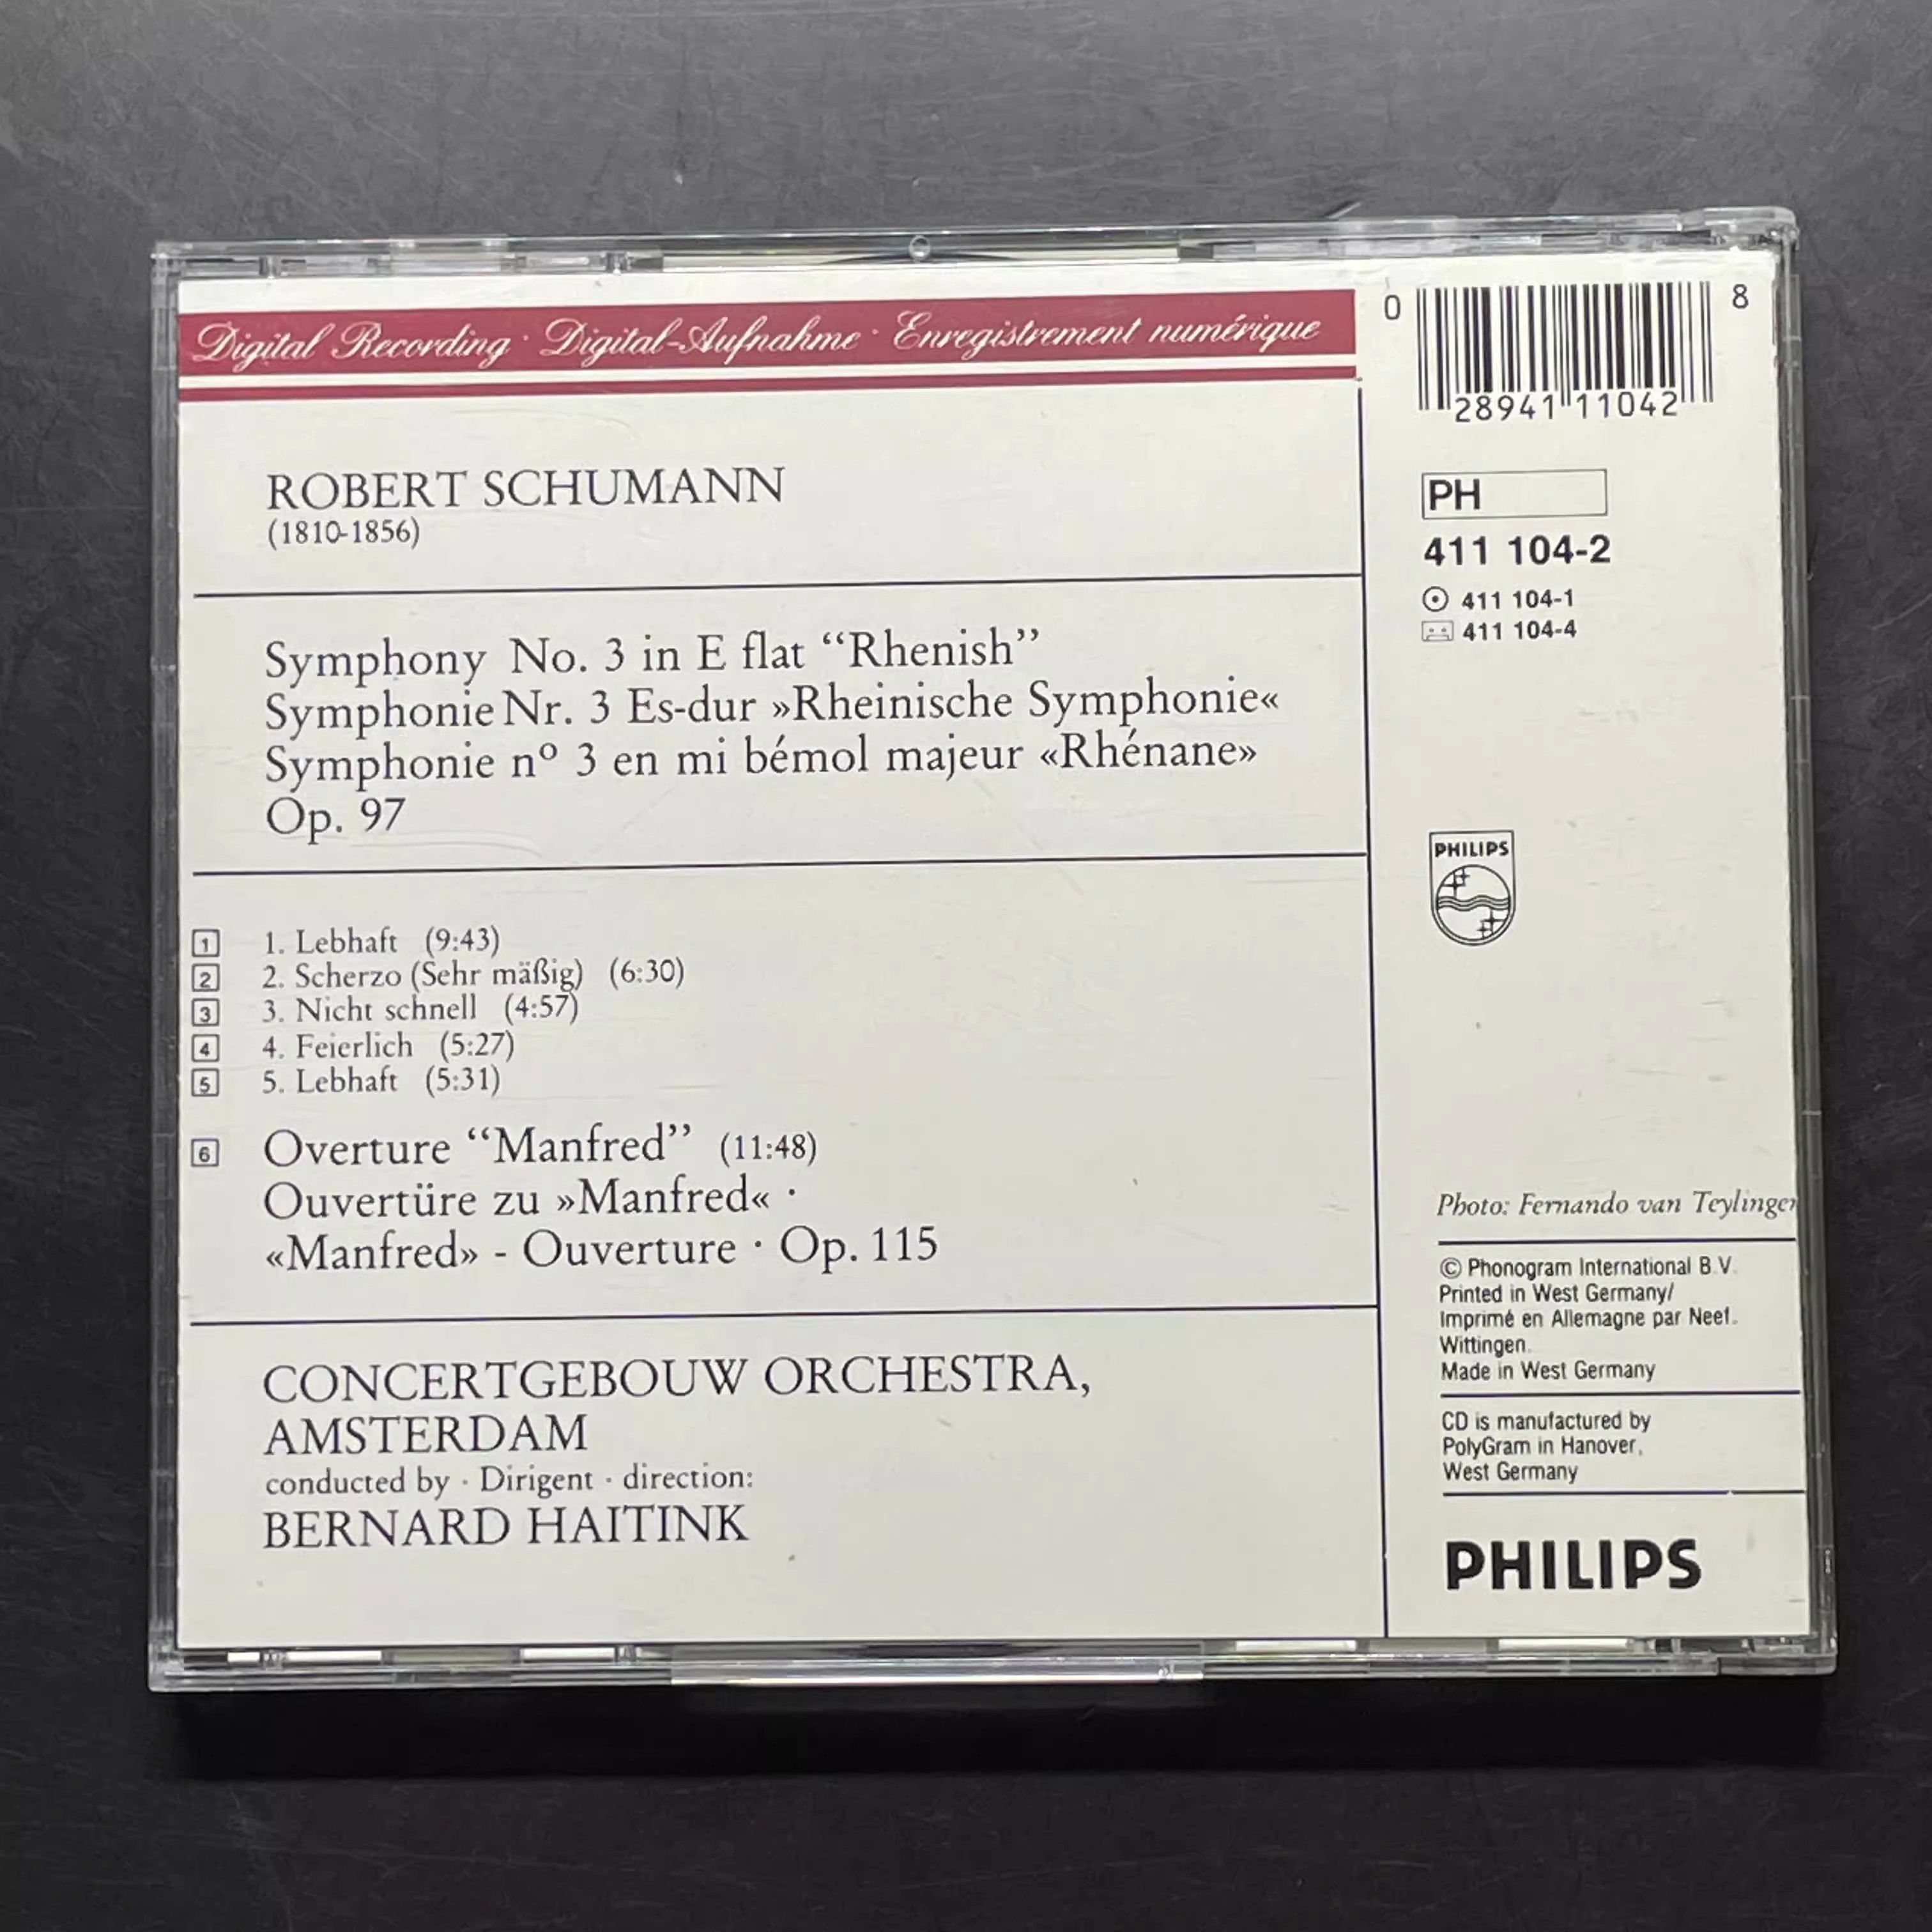 Digital Recording · Digital-Aufnahme · Enregistrement numérique
ROBERT SCHUMANN
(1810-1856)
Symphony No. 3 in E flat “Rhenish”
Symphonie Nr. 3 Es-dur »Rheinische Symphonie«
Symphonie nº 3 en mi bémol majeur «Rhénane»
Op. 97
1 1. Lebhaft (9:43)
2 2. Scherzo (Sehr mäßig) (6:30)
3 3. Nicht schnell (4:57)
4 4. Feierlich (5:27)
5 5. Lebhaft (5:31)
6 Overture “Manfred” (11:48)
Ouvertüre zu »Manfred« ·
«Manfred» - Ouverture · Op. 115
CONCERTGEBOUW ORCHESTRA,
AMSTERDAM
conducted by · Dirigent · direction:
BERNARD HAITINK
0 28941 11042 8
PH
411 104-2
411 104-1
411 104-4
PHILIPS
Photo: Fernando van Teylingen
© Phonogram International B.V.
Printed in West Germany/
Imprimé en Allemagne par Neef.
Wittingen.
Made in West Germany
CD is manufactured by
PolyGram in Hanover,
West Germany
PHILIPS